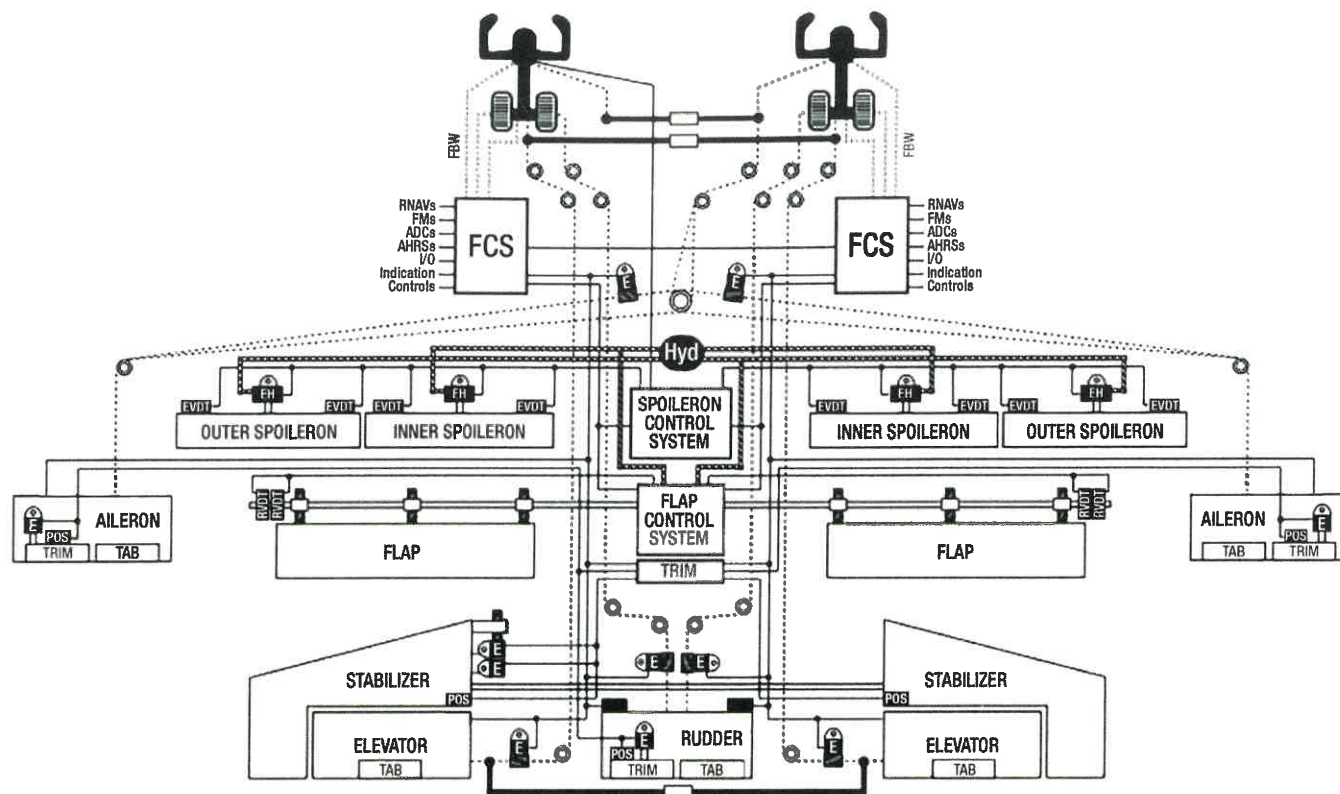 FBW
FBW
RNAVs
FMs
ADCs
AHRSs
I/O
Indication
Controls
FCS
FCS
RNAVs
FMs
ADCs
AHRSs
I/O
Indication
Controls
E
E
Hyd
EH
EH
EH
EH
EVDT
EVDT
EVDT
EVDT
EVDT
EVDT
EVDT
EVDT
OUTER SPOILERON
INNER SPOILERON
SPOILERON
CONTROL
SYSTEM
INNER SPOILERON
OUTER SPOILERON
RVDT
RVDT
FLAP
CONTROL
SYSTEM
RVDT
RVDT
AILERON
E
POS
TRIM
TAB
FLAP
TRIM
FLAP
AILERON
E
POS
TAB
TRIM
STABILIZER
E
E
POS
E
E
STABILIZER
POS
ELEVATOR
TAB
E
RUDDER
E
POS
TRIM
TAB
E
ELEVATOR
TAB